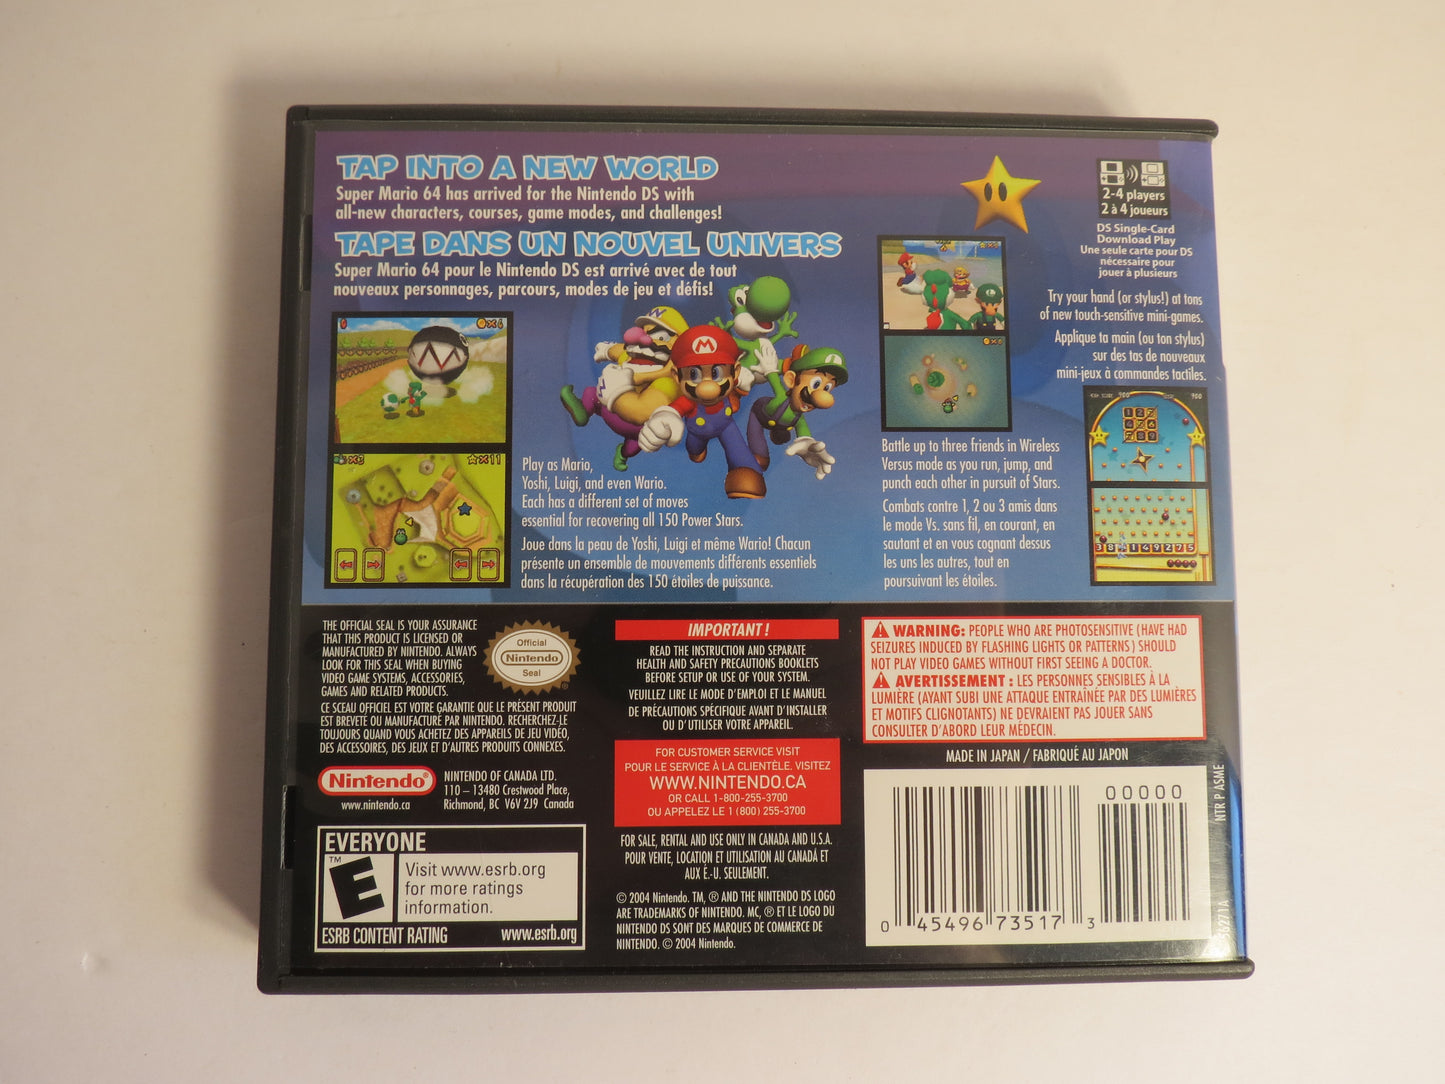 TAP INTO A NEW WORLD
Super Mario 64 has arrived for the Nintendo DS with
all-new characters, courses, game modes, and challenges!
TAPE DANS UN NOUVEL UNIVERS
Super Mario 64 pour le Nintendo DS est arrivé avec de tout
nouveaux personnages, parcours, modes de jeu et défis!
2-4 players
2 à 4 joueurs
DS Single-Card
Download Play
Une seule carte pour DS
nécessaire pour
jouer à plusieurs
Try your hand (or stylus!) at tons
of new touch-sensitive mini-games.
Applique ta main (ou ton stylus)
sur des tas de nouveaux
mini-jeux à commandes tactiles.
Play as Mario,
Yoshi, Luigi, and even Wario.
Each has a different set of moves
essential for recovering all 150 Power Stars.
Joue dans la peau de Yoshi, Luigi et même Wario! Chacun
présente un ensemble de mouvements différents essentiels
dans la récupération des 150 étoiles de puissance.
Battle up to three friends in Wireless
Versus mode as you run, jump, and
punch each other in pursuit of Stars.
Combats contre 1, 2 ou 3 amis dans
le mode Vs. sans fil, en courant, en
sautant et en vous cognant dessus
les uns les autres, tout en
poursuivant les étoiles.
THE OFFICIAL SEAL IS YOUR ASSURANCE
THAT THIS PRODUCT IS LICENSED OR
MANUFACTURED BY NINTENDO. ALWAYS
LOOK FOR THIS SEAL WHEN BUYING
VIDEO GAME SYSTEMS, ACCESSORIES,
GAMES AND RELATED PRODUCTS.
CE SCEAU OFFICIEL EST VOTRE GARANTIE QUE LE PRÉSENT PRODUIT
EST BREVETÉ OU MANUFACTURÉ PAR NINTENDO. RECHERCHEZ-LE
TOUJOURS QUAND VOUS ACHETEZ DES APPAREILS DE JEU VIDÉO,
DES ACCESSOIRES, DES JEUX ET D'AUTRES PRODUITS CONNEXES.
Official
Nintendo
Seal
Nintendo®
www.nintendo.ca
NINTENDO OF CANADA LTD.
110 – 13480 Crestwood Place,
Richmond, BC V6V 2J9 Canada
EVERYONE
E
TM
Visit www.esrb.org
for more ratings
information.
ESRB CONTENT RATING
www.esrb.org
IMPORTANT!
READ THE INSTRUCTION AND SEPARATE
HEALTH AND SAFETY PRECAUTIONS BOOKLETS
BEFORE SETUP OR USE OF YOUR SYSTEM.
VEUILLEZ LIRE LE MODE D'EMPLOI ET LE MANUEL
DE PRÉCAUTIONS SPÉCIFIQUE AVANT D'INSTALLER
OU D'UTILISER VOTRE APPAREIL.
FOR CUSTOMER SERVICE VISIT
POUR LE SERVICE À LA CLIENTÈLE. VISITEZ
WWW.NINTENDO.CA
OR CALL 1-800-255-3700
OU APPELEZ LE 1 (800) 255-3700
FOR SALE, RENTAL AND USE ONLY IN CANADA AND U.S.A.
POUR VENTE, LOCATION ET UTILISATION AU CANADÁ ET
AUX É.-U. SEULEMENT.
© 2004 Nintendo. TM, ® AND THE NINTENDO DS LOGO
ARE TRADEMARKS OF NINTENDO. MC, ® ET LE LOGO DU
NINTENDO DS SONT DES MARQUES DE COMMERCE DE
NINTENDO. © 2004 Nintendo.
WARNING: PEOPLE WHO ARE PHOTOSENSITIVE (HAVE HAD
SEIZURES INDUCED BY FLASHING LIGHTS OR PATTERNS) SHOULD
NOT PLAY VIDEO GAMES WITHOUT FIRST SEEING A DOCTOR.
AVERTISSEMENT : LES PERSONNES SENSIBLES À LA
LUMIÈRE (AYANT SUBI UNE ATTAQUE ENTRAÎNÉE PAR DES LUMIÈRES
ET MOTIFS CLIGNOTANTS) NE DEVRAIENT PAS JOUER SANS
CONSULTER D'ABORD LEUR MÉDECIN.
MADE IN JAPAN / FABRIQUÉ AU JAPON
00000
0 45496 73517 3
NTR P ASME